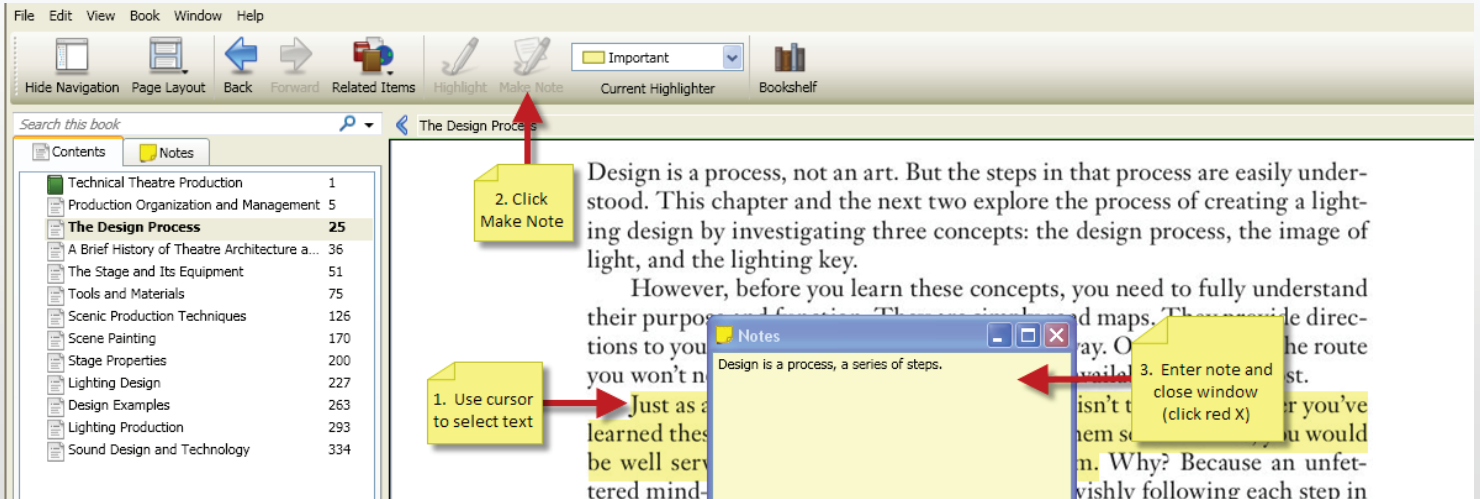 File Edit View Book Window Help
Hide Navigation Page Layout Back Forward Related Items Highlight Make Note Important Current Highlighter Bookshelf
Search this book
The Design Process
Contents Notes
Technical Theatre Production 1
Production Organization and Management 5
The Design Process 25
A Brief History of Theatre Architecture a... 36
The Stage and Its Equipment 51
Tools and Materials 75
Scenic Production Techniques 126
Scene Painting 170
Stage Properties 200
Lighting Design 227
Design Examples 263
Lighting Production 293
Sound Design and Technology 334
2. Click
Make Note
Design is a process, not an art. But the steps in that process are easily under-
stood. This chapter and the next two explore the process of creating a light-
ing design by investigating three concepts: the design process, the image of
light, and the lighting key.
However, before you learn these concepts, you need to fully understand
their
tions to you
you won't
Just as
learned
be well
tered mind-
maps.
direc-
route
isn't
you've
would
Why? Because an unfet-
following each step in
Notes
Design is a process, a series of steps.
1. Use cursor
to select text
3. Enter note and
close window
(click red X)